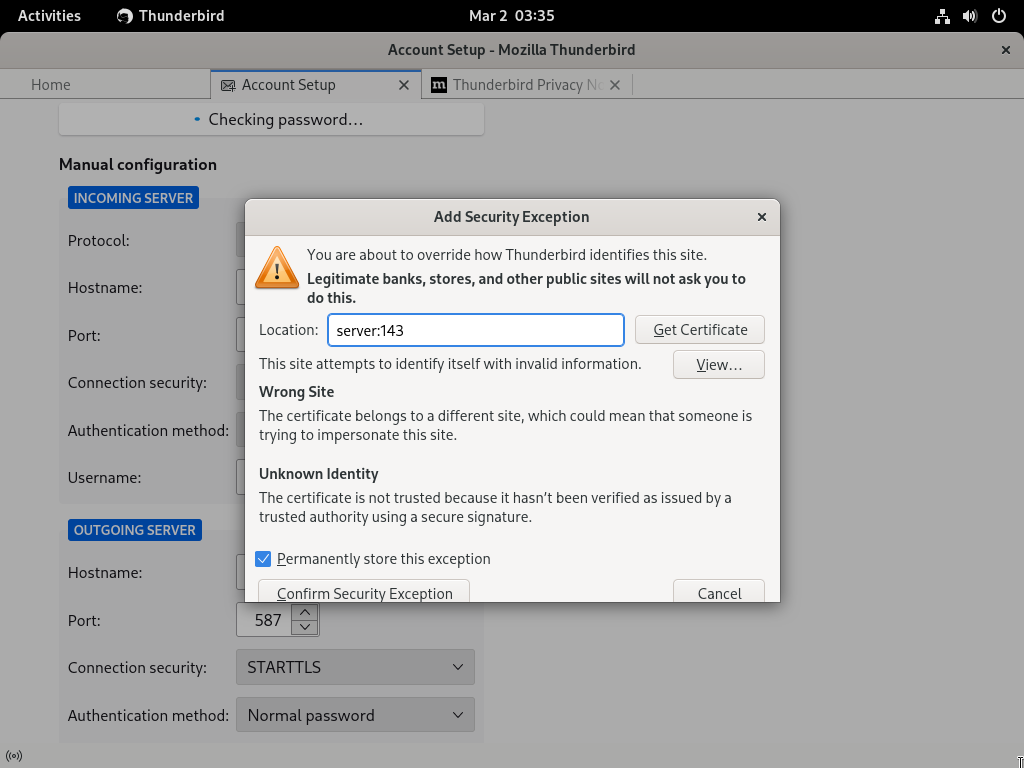 Activities Thunderbird Mar 2 03:35
Account Setup - Mozilla Thunderbird
Home Account Setup Thunderbird Privacy No
Checking password…
Manual configuration
INCOMING SERVER
Protocol:
Hostname:
Port:
Connection security:
Authentication method:
Username:
OUTGOING SERVER
Hostname:
Port: 587
Connection security: STARTTLS
Authentication method: Normal password
Add Security Exception
You are about to override how Thunderbird identifies this site.
Legitimate banks, stores, and other public sites will not ask you to
do this.
Location: server:143 Get Certificate
This site attempts to identify itself with invalid information. View…
Wrong Site
The certificate belongs to a different site, which could mean that someone is
trying to impersonate this site.
Unknown Identity
The certificate is not trusted because it hasn’t been verified as issued by a
trusted authority using a secure signature.
Permanently store this exception
Confirm Security Exception Cancel